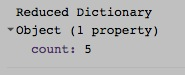 Reduced Dictionary
Object (1 property)
count: 5